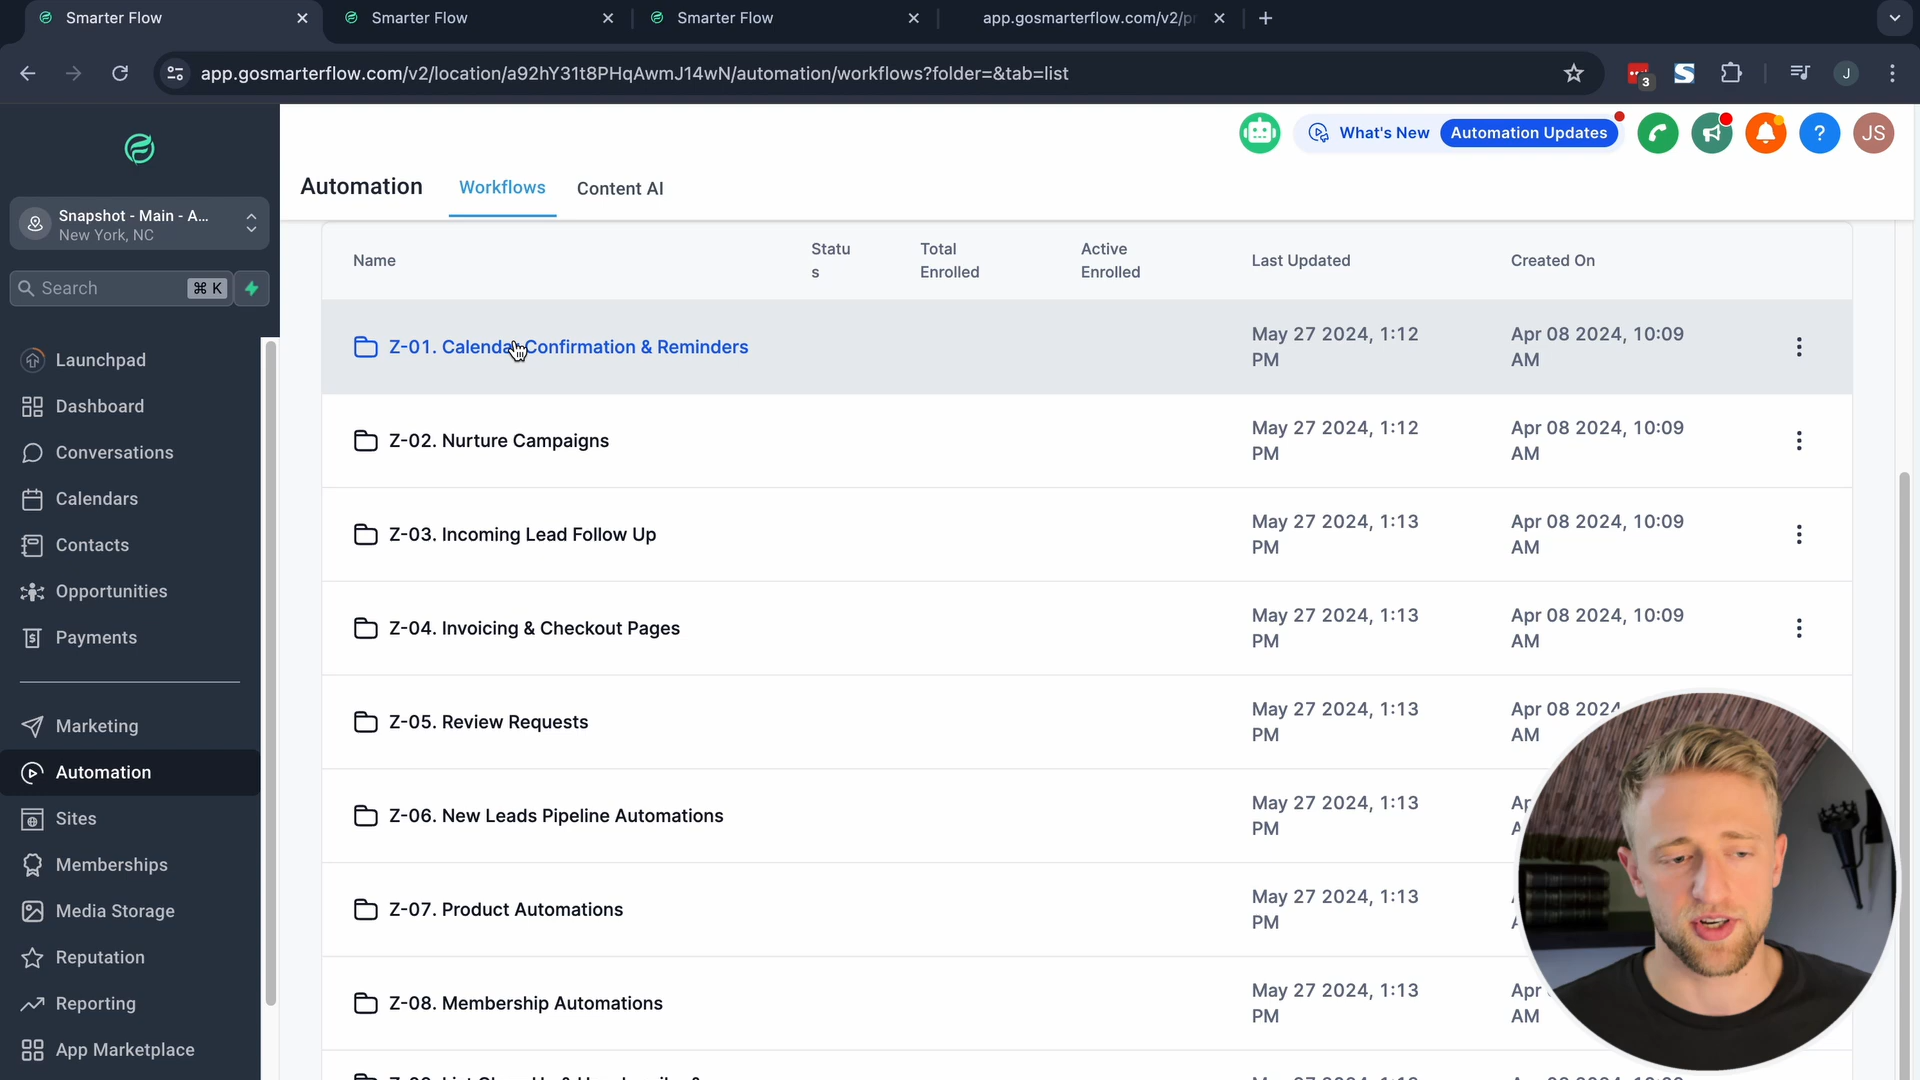 Smarter Flow
Smarter Flow
Smarter Flow
app.gosmarterflow.com/v2/pr
app.gosmarterflow.com/v2/location/a92hY31t8PHqAwmJ14wN/automation/workflows?folder=&tab=list
3
J
What's New
Automation Updates
?
JS
Snapshot - Main - A...
New York, NC
Search
⌘ K
Launchpad
Dashboard
Conversations
Calendars
Contacts
Opportunities
Payments
Marketing
Automation
Sites
Memberships
Media Storage
Reputation
Reporting
App Marketplace
Automation
Workflows
Content AI
Name
Statu
s
Total
Enrolled
Active
Enrolled
Last Updated
Created On
Z-01. Calendar Confirmation & Reminders
May 27 2024, 1:12
PM
Apr 08 2024, 10:09
AM
Z-02. Nurture Campaigns
May 27 2024, 1:12
PM
Apr 08 2024, 10:09
AM
Z-03. Incoming Lead Follow Up
May 27 2024, 1:13
PM
Apr 08 2024, 10:09
AM
Z-04. Invoicing & Checkout Pages
May 27 2024, 1:13
PM
Apr 08 2024, 10:09
AM
Z-05. Review Requests
May 27 2024, 1:13
PM
Apr 08 2024
AM
Z-06. New Leads Pipeline Automations
May 27 2024, 1:13
PM
Z-07. Product Automations
May 27 2024, 1:13
PM
Z-08. Membership Automations
May 27 2024, 1:13
PM
Apr
AM